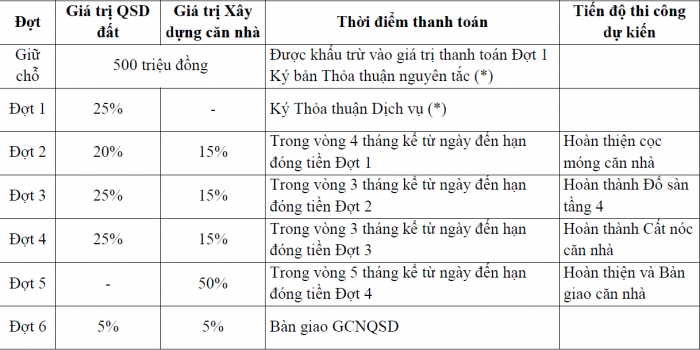 Đợt
Giá trị QSD
đất
Giá trị Xây
dựng căn nhà
Thời điểm thanh toán
Tiến độ thi công
dự kiến
Giữ
chỗ
500 triệu đồng
Được khấu trừ vào giá trị thanh toán Đợt 1
Ký bản Thỏa thuận nguyên tắc (*)
Đợt 1
25%
-
Ký Thỏa thuận Dịch vụ (*)
Đợt 2
20%
15%
Trong vòng 4 tháng kể từ ngày đến hạn
đóng tiền Đợt 1
Hoàn thiện cọc
móng căn nhà
Đợt 3
25%
15%
Trong vòng 3 tháng kể từ ngày đến hạn
đóng tiền Đợt 2
Hoàn thành Đổ sàn
tầng 4
Đợt 4
25%
15%
Trong vòng 3 tháng kể từ ngày đến hạn
đóng tiền Đợt 3
Hoàn thành Cất nóc
căn nhà
Đợt 5
-
50%
Trong vòng 5 tháng kể từ ngày đến hạn
đóng tiền Đợt 4
Hoàn thiện và Bàn
giao căn nhà
Đợt 6
5%
5%
Bàn giao GCNQSD